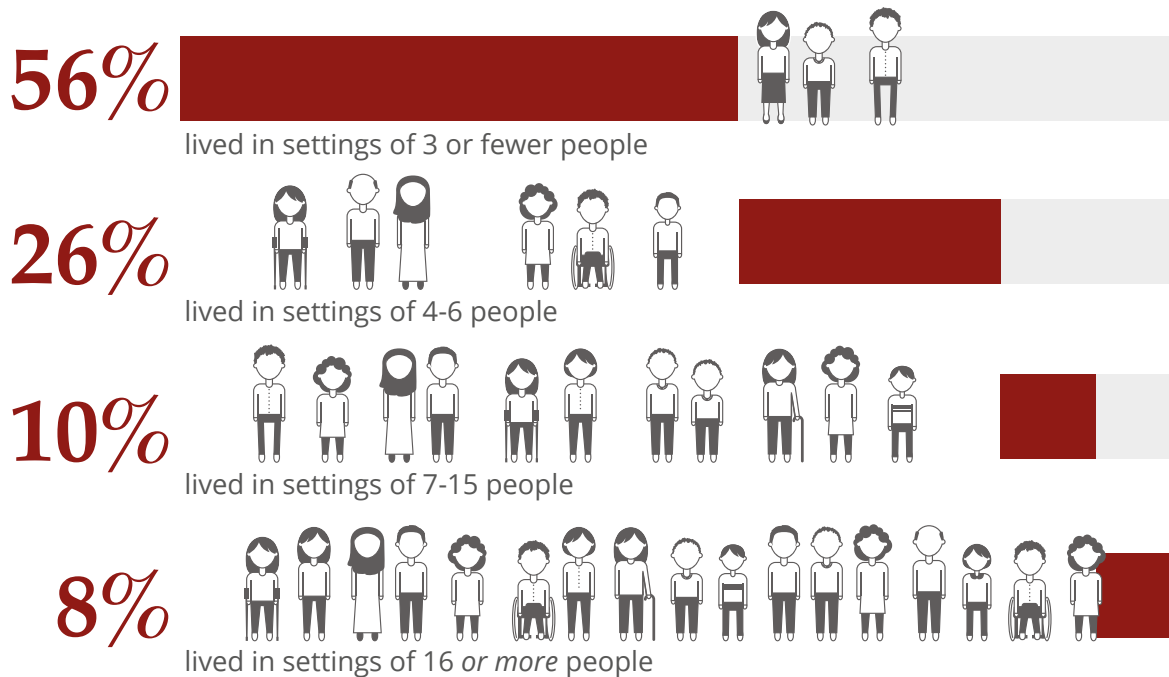 56%
lived in settings of 3 or fewer people
26%
lived in settings of 4-6 people
10%
lived in settings of 7-15 people
8%
lived in settings of 16 or more people